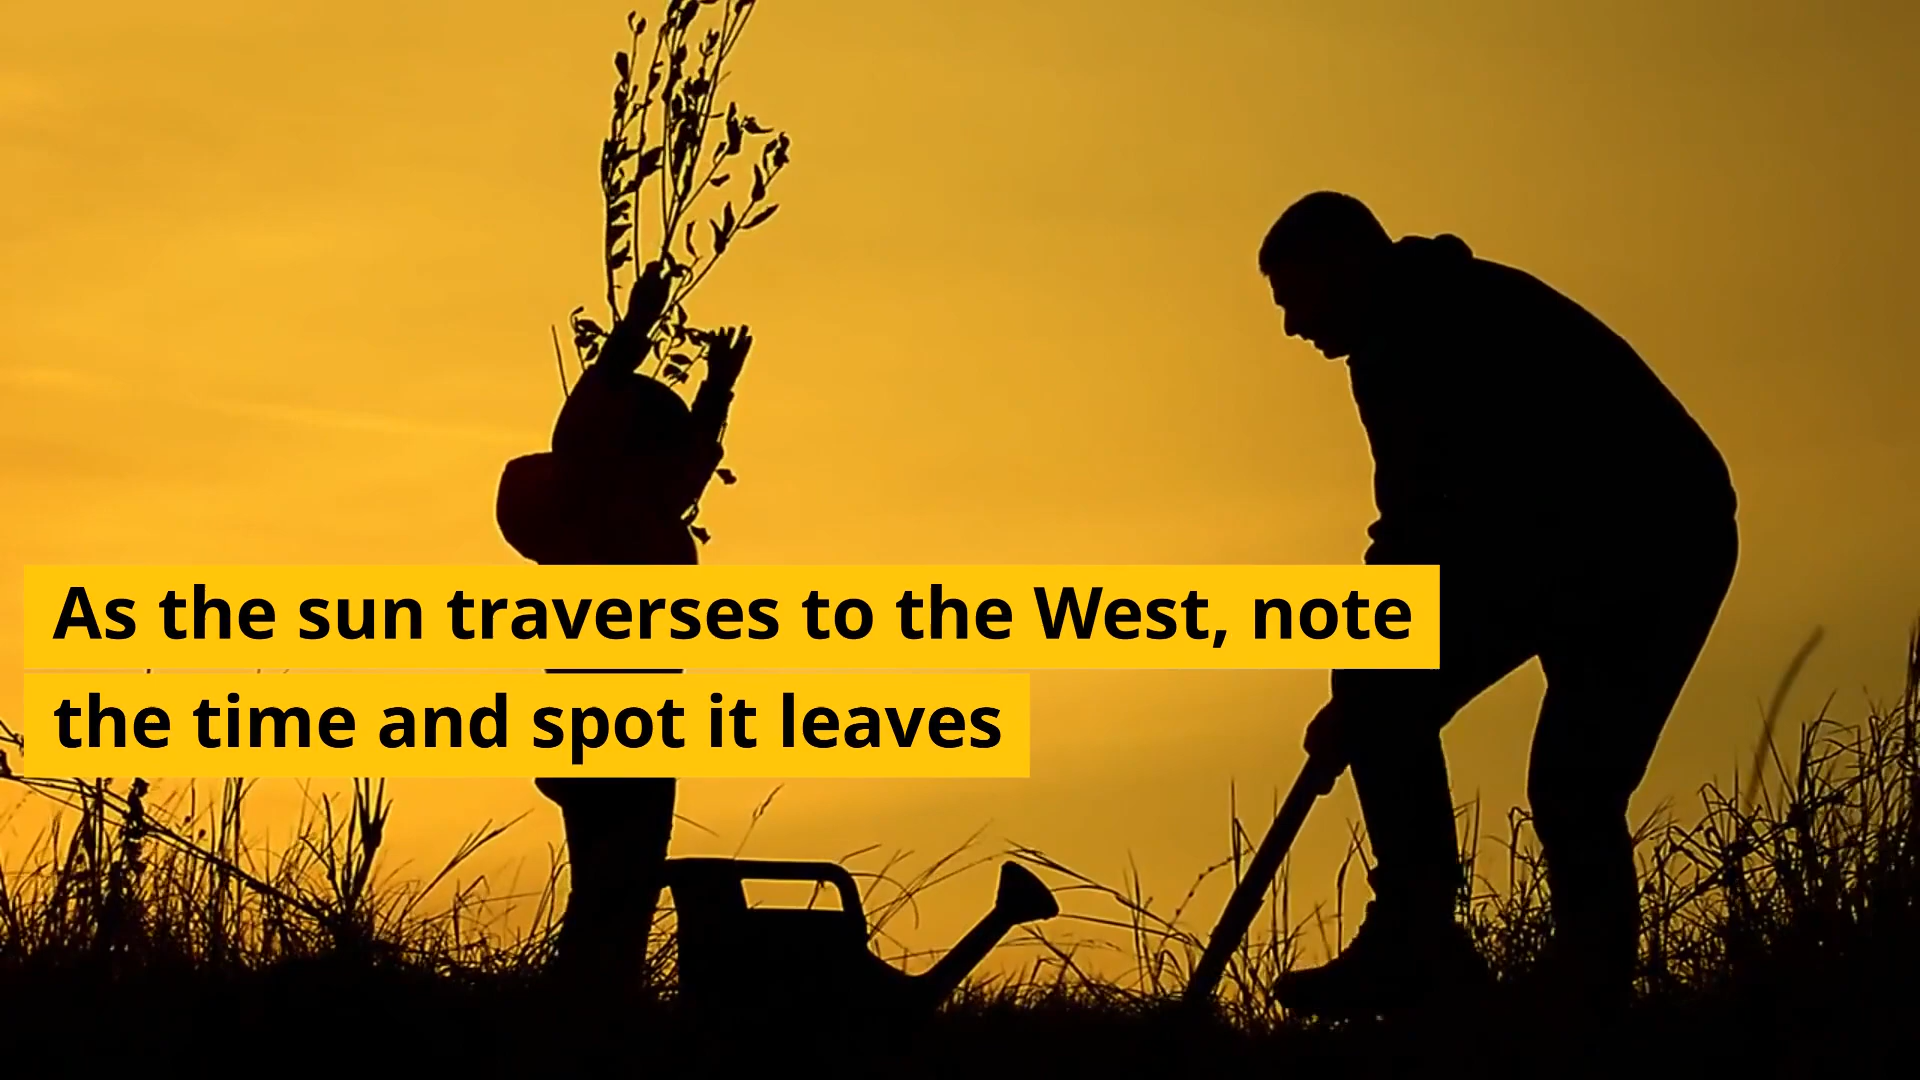 As the sun traverses to the West, note
the time and spot it leaves